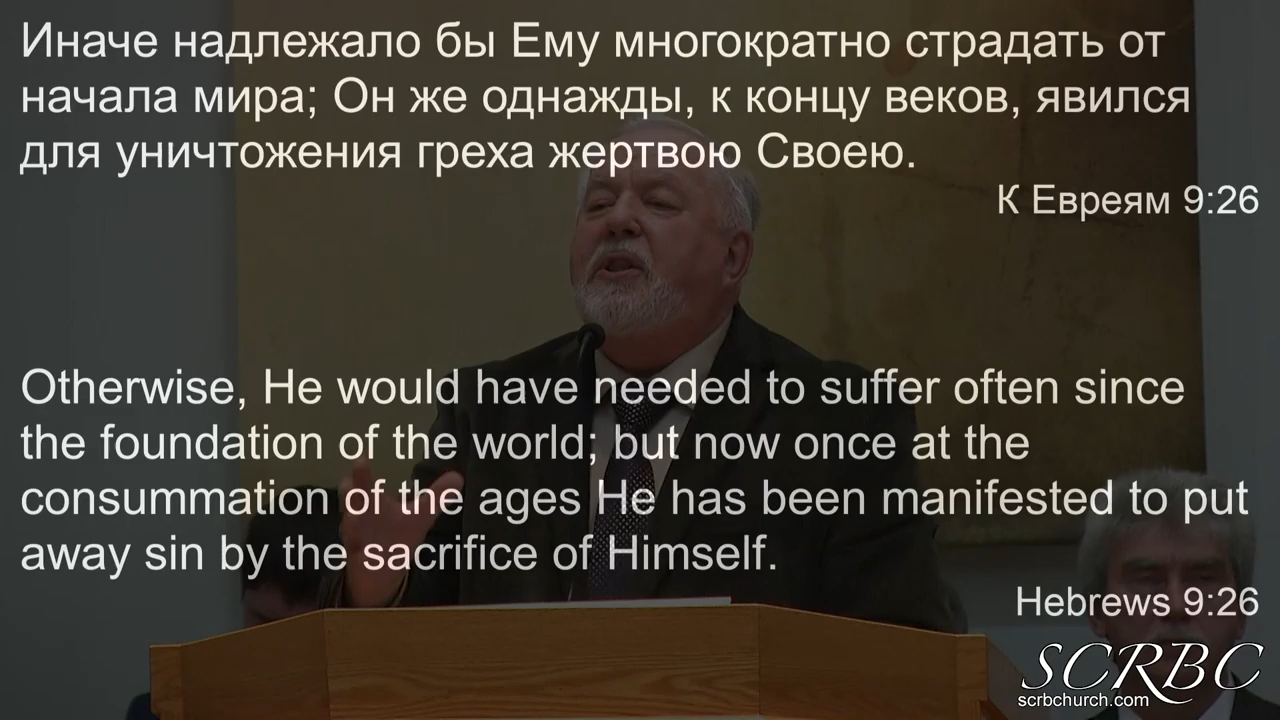 Иначе надлежало бы Ему многократно страдать от
начала мира; Он же однажды, к концу веков, явился
для уничтожения греха жертвою Своею.
К Евреям 9:26
Otherwise, He would have needed to suffer often since
the foundation of the world; but now once at the
consummation of the ages He has been manifested to put
away sin by the sacrifice of Himself.
Hebrews 9:26
SCRBC
scrbchurch.com